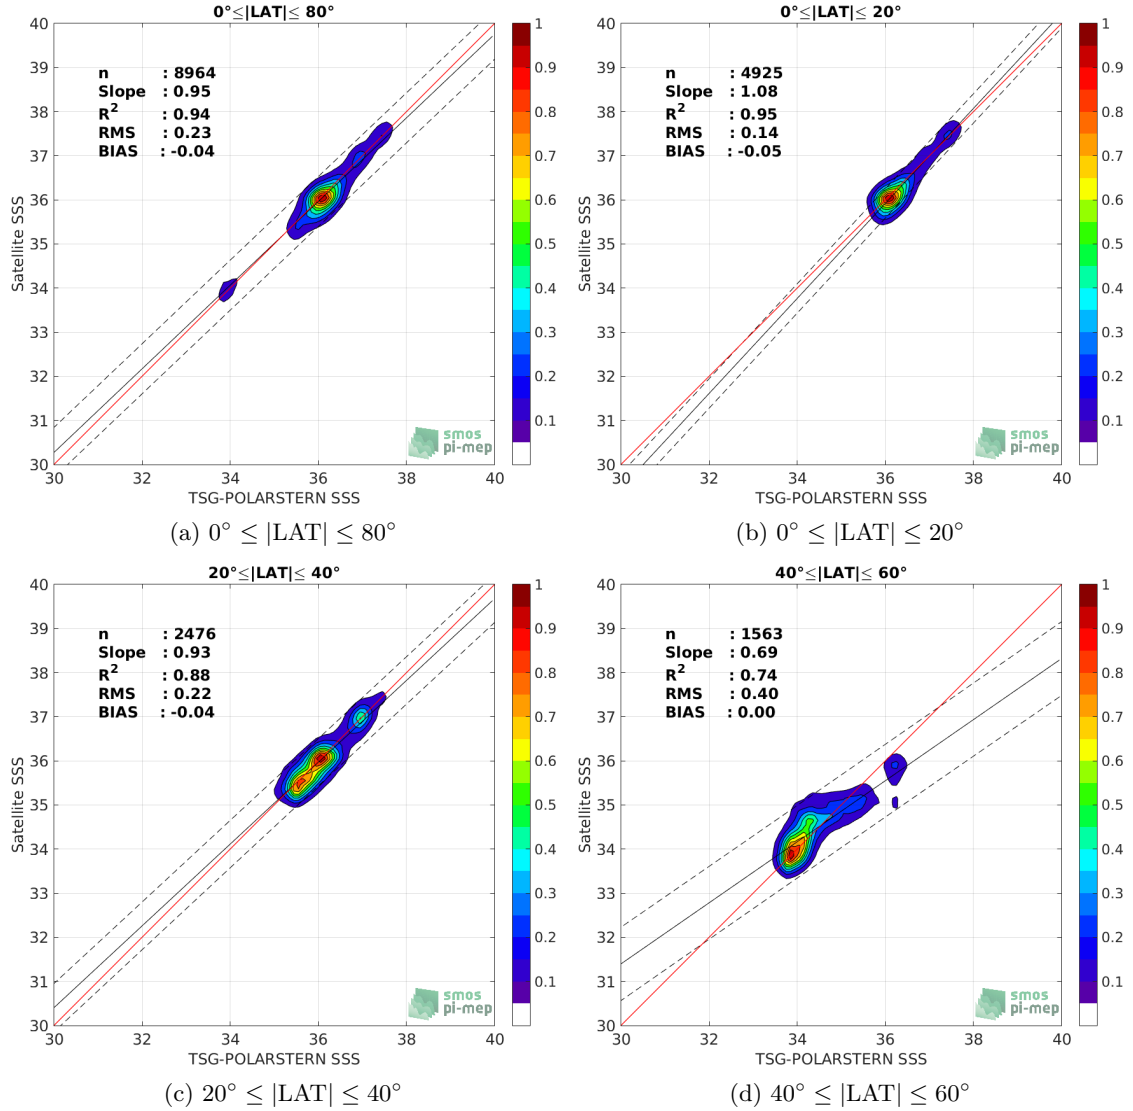 0°≤|LAT|≤ 80°
n : 8964
Slope : 0.95
R² : 0.94
RMS : 0.23
BIAS : -0.04
40
39
38
37
36
35
34
33
32
31
30
30 32 34 36 38 40
Satellite SSS
TSG-POLARSTERN SSS
1
0.9
0.8
0.7
0.6
0.5
0.4
0.3
0.2
0.1
smos
pi-mep
(a) 0° ≤ |LAT| ≤ 80°
0°≤|LAT|≤ 20°
n : 4925
Slope : 1.08
R² : 0.95
RMS : 0.14
BIAS : -0.05
40
39
38
37
36
35
34
33
32
31
30
30 32 34 36 38 40
Satellite SSS
TSG-POLARSTERN SSS
1
0.9
0.8
0.7
0.6
0.5
0.4
0.3
0.2
0.1
smos
pi-mep
(b) 0° ≤ |LAT| ≤ 20°
20°≤|LAT|≤ 40°
n : 2476
Slope : 0.93
R² : 0.88
RMS : 0.22
BIAS : -0.04
40
39
38
37
36
35
34
33
32
31
30
30 32 34 36 38 40
Satellite SSS
TSG-POLARSTERN SSS
1
0.9
0.8
0.7
0.6
0.5
0.4
0.3
0.2
0.1
smos
pi-mep
(c) 20° ≤ |LAT| ≤ 40°
40°≤|LAT|≤ 60°
n : 1563
Slope : 0.69
R² : 0.74
RMS : 0.40
BIAS : 0.00
40
39
38
37
36
35
34
33
32
31
30
30 32 34 36 38 40
Satellite SSS
TSG-POLARSTERN SSS
1
0.9
0.8
0.7
0.6
0.5
0.4
0.3
0.2
0.1
smos
pi-mep
(d) 40° ≤ |LAT| ≤ 60°